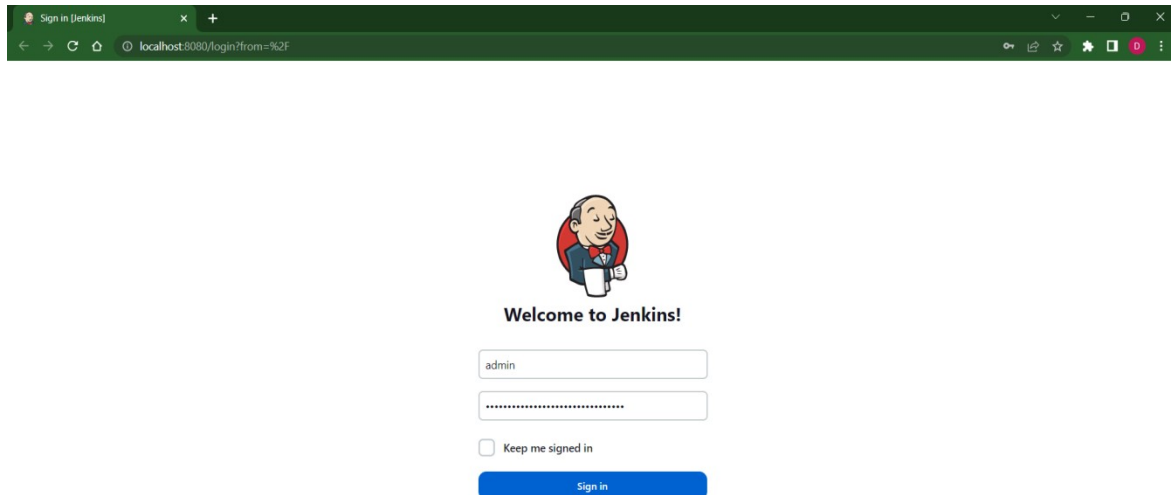 Sign in [Jenkins]
localhost:8080/login?from=%2F
D
Welcome to Jenkins!
admin
••••••••••••••••••••••••••••••••
Keep me signed in
Sign in